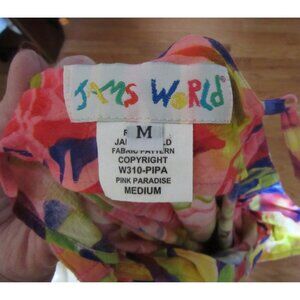 JAMS WORLD
M
FABRIC PATTERN
COPYRIGHT
W310-PIPA
PINK PARADISE
MEDIUM